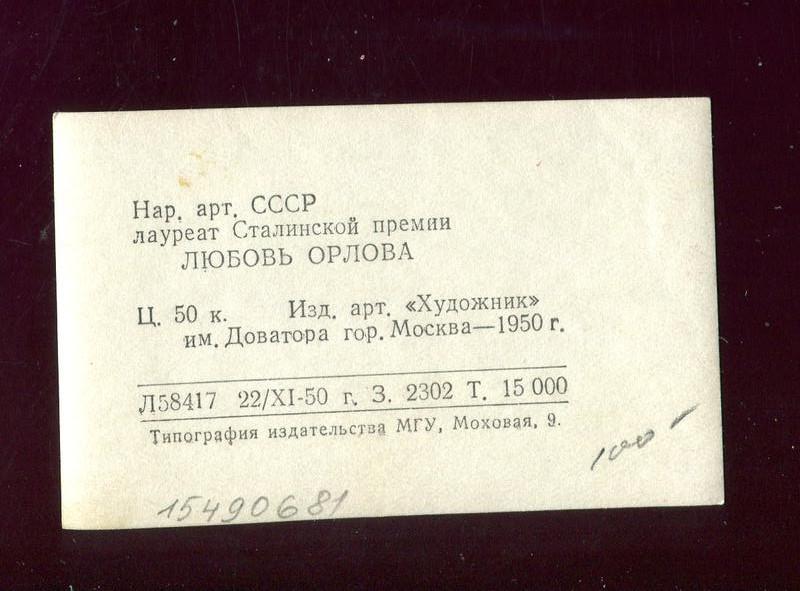 Нар. арт. СССР
лауреат Сталинской премии
ЛЮБОВЬ ОРЛОВА
Ц. 50 к. Изд. арт. «Художник»
им. Доватора гор. Москва—1950 г.
Л58417 22/XI-50 г. З. 2302 Т. 15 000
Типография издательства МГУ, Моховая, 9.
100
15490681